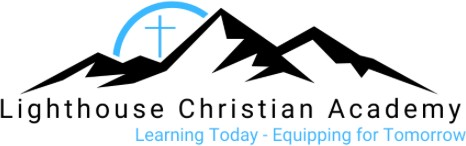 Lighthouse Christian Academy
Learning Today - Equipping for Tomorrow